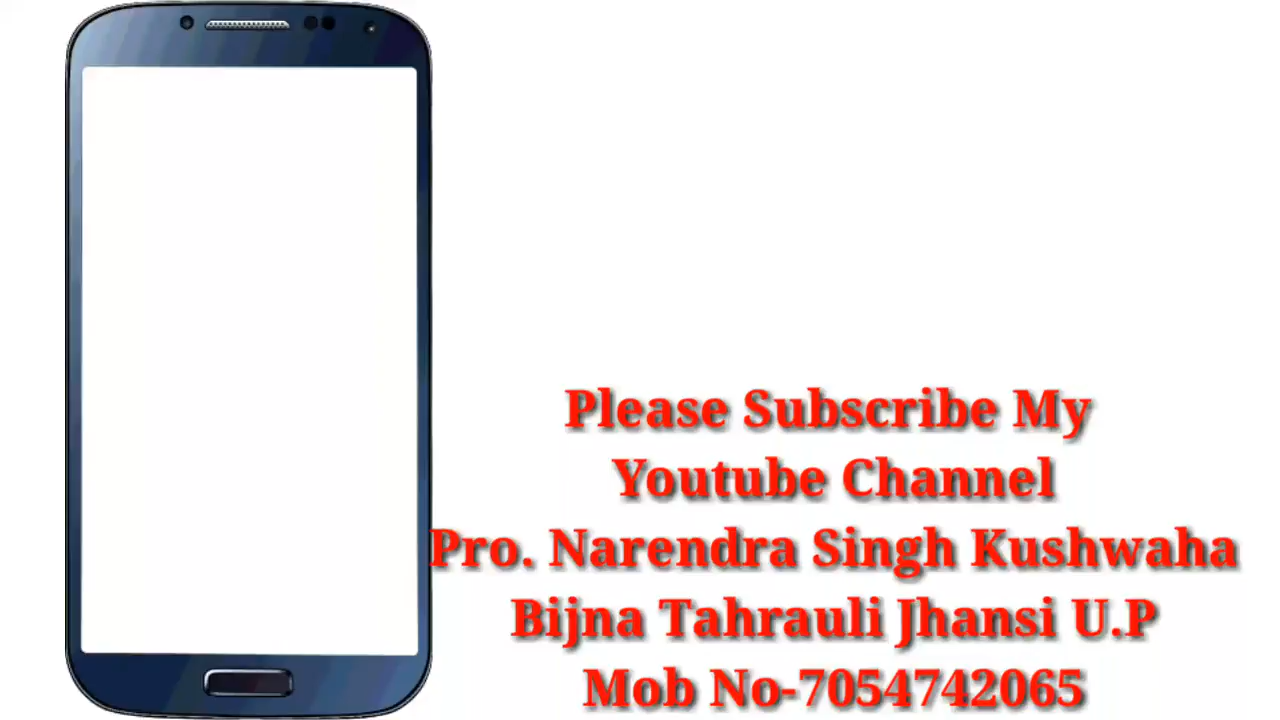 Please Subscribe My
Youtube Channel
Pro. Narendra Singh Kushwaha
Bijna Tahrauli Jhansi U.P
Mob No-7054742065